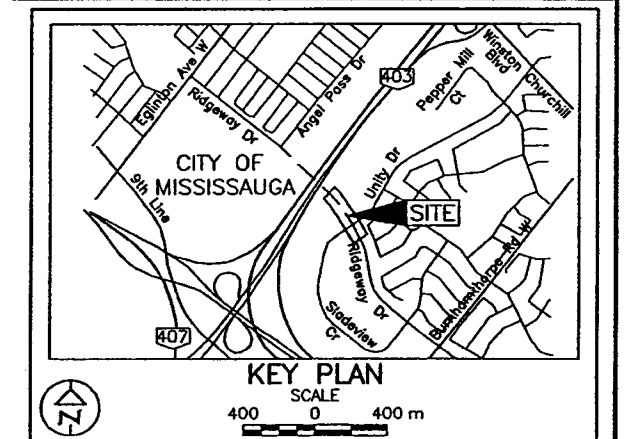 Eglinton Ave W
Ridgeway Dr
Angel Pass Dr
403
Pepper Mill
Ct
Winston Churchill
Blvd
CITY OF
MISSISSAUGA
9th Line
Unity Dr
SITE
Ridgeway Dr
Sladeview
Cr
Burnhamthorpe Rd W
407
KEY PLAN
SCALE
N
400 0 400 m